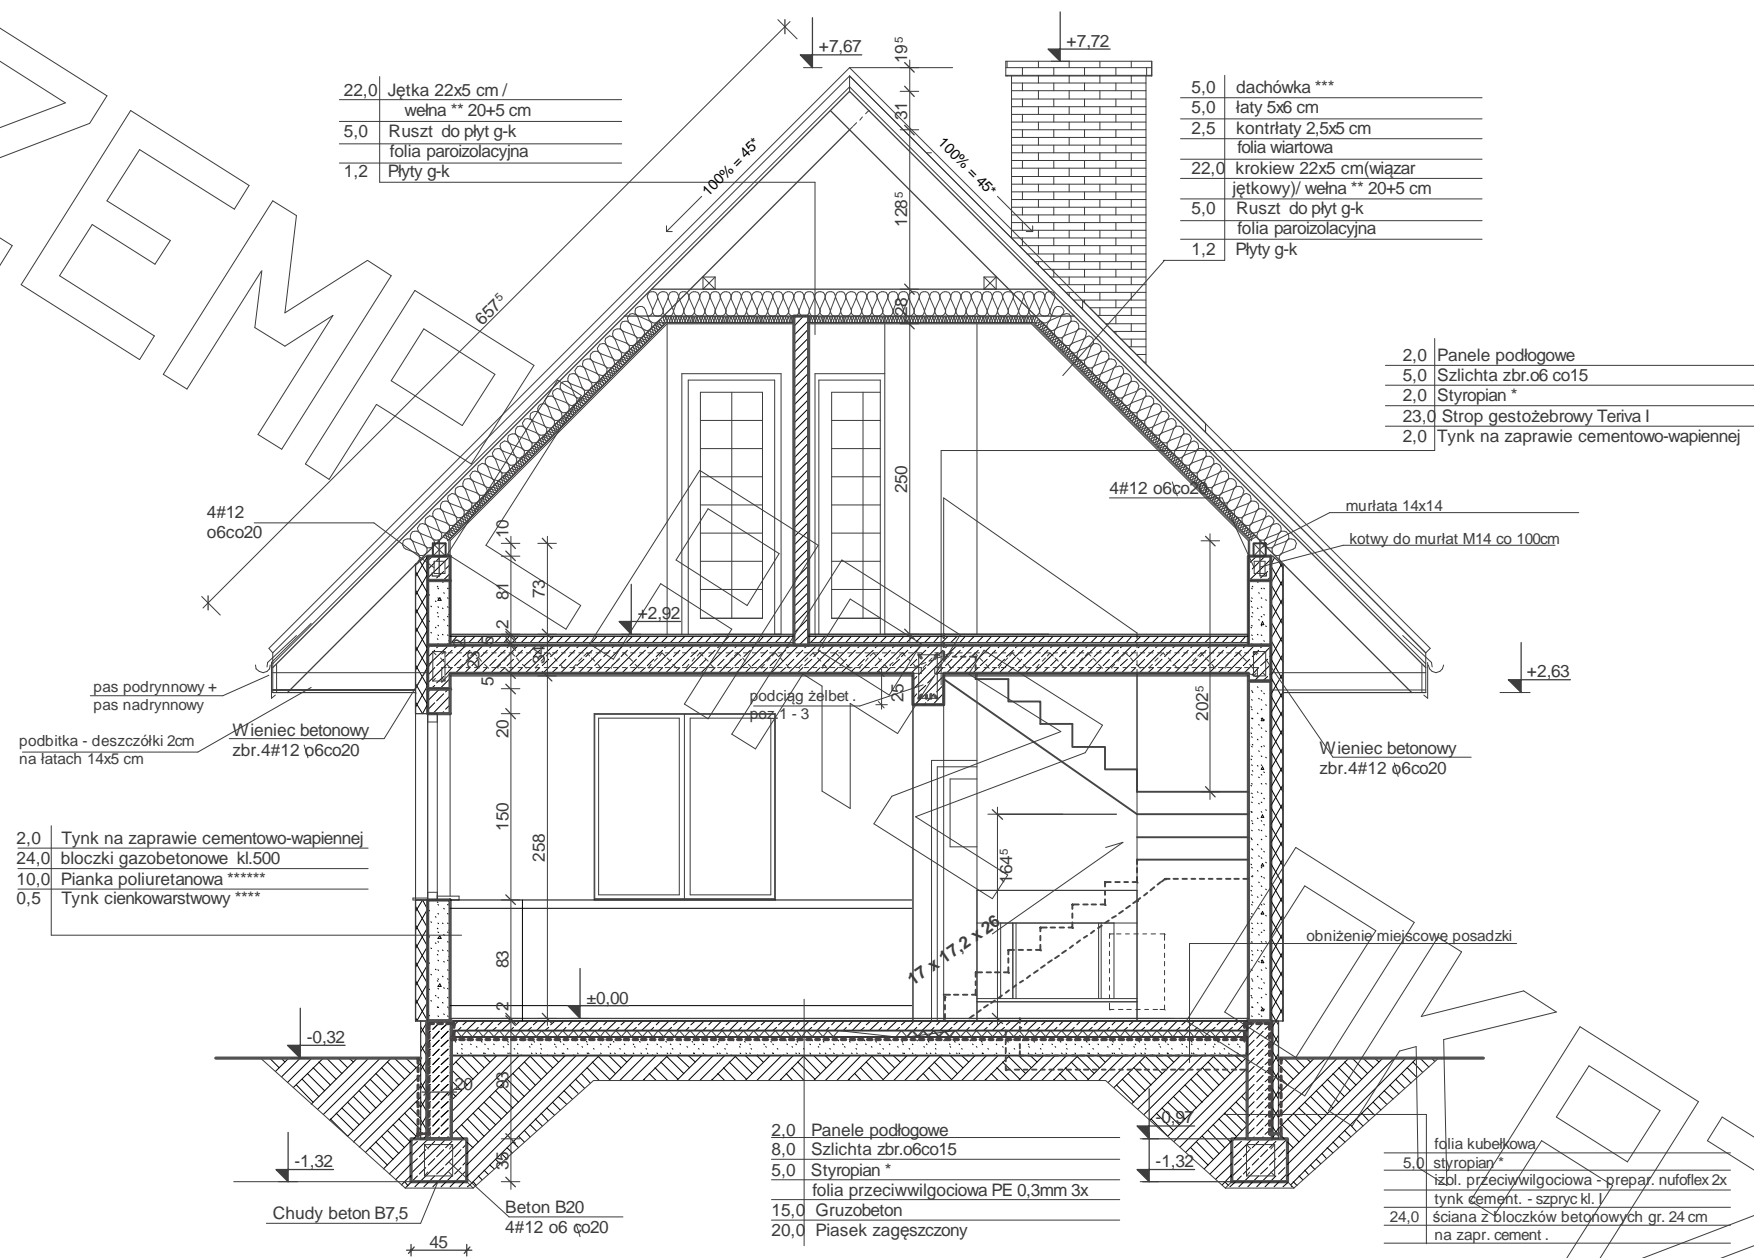 +7,67
+7,72
19⁵
31
128⁵
28
250
22,0 Jętka 22x5 cm /
wełna ** 20+5 cm
5,0 Ruszt do płyt g-k
folia paroizolacyjna
1,2 Płyty g-k
5,0 dachówka ***
5,0 łaty 5x6 cm
2,5 kontrłaty 2,5x5 cm
folia wiartowa
22,0 krokiew 22x5 cm(wiązar
jętkowy)/ wełna ** 20+5 cm
5,0 Ruszt do płyt g-k
folia paroizolacyjna
1,2 Płyty g-k
100% = 45°
100% = 45°
657⁵
2,0 Panele podłogowe
5,0 Szlichta zbr.o6 co15
2,0 Styropian *
23,0 Strop gestożebrowy Teriva I
2,0 Tynk na zaprawie cementowo-wapiennej
4#12
o6co20
4#12 o6co20
murłata 14x14
kotwy do murłat M14 co 100cm
10
81
73
2
+2,92
23
34
5
20
150
258
83
2
25
202⁵
164⁵
+2,63
pas podrynnowy +
pas nadrynnowy
podbitka - deszczółki 2cm
na łatach 14x5 cm
Wieniec betonowy
zbr.4#12 o6co20
podciąg żelbet.
poz.1 - 3
Wieniec betonowy
zbr.4#12 o6co20
2,0 Tynk na zaprawie cementowo-wapiennej
24,0 bloczki gazobetonowe kl.500
10,0 Pianka poliuretanowa ******
0,5 Tynk cienkowarstwowy ****
17 x 17,2 x 26
obniżenie miejscowe posadzki
±0,00
-0,32
20
93
35
-0,97
-1,32
-1,32
Chudy beton B7,5
Beton B20
4#12 o6 co20
45
2,0 Panele podłogowe
8,0 Szlichta zbr.o6co15
5,0 Styropian *
folia przeciwwilgociowa PE 0,3mm 3x
15,0 Gruzobeton
20,0 Piasek zagęszczony
folia kubełkowa
5,0 styropian *
izol. przeciwwilgociowa - prepar. nufoflex 2x
tynk cement. - szpryc kl. I
24,0 ściana z bloczków betonowych gr. 24 cm
na zapr. cement .